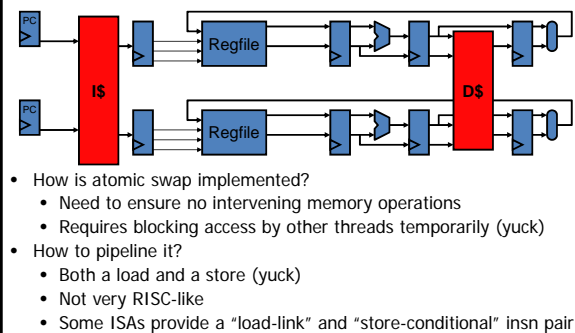 PC
Regfile
I$
D$
PC
Regfile
• How is atomic swap implemented?
• Need to ensure no intervening memory operations
• Requires blocking access by other threads temporarily (yuck)
• How to pipeline it?
• Both a load and a store (yuck)
• Not very RISC-like
• Some ISAs provide a “load-link” and “store-conditional” insn pair